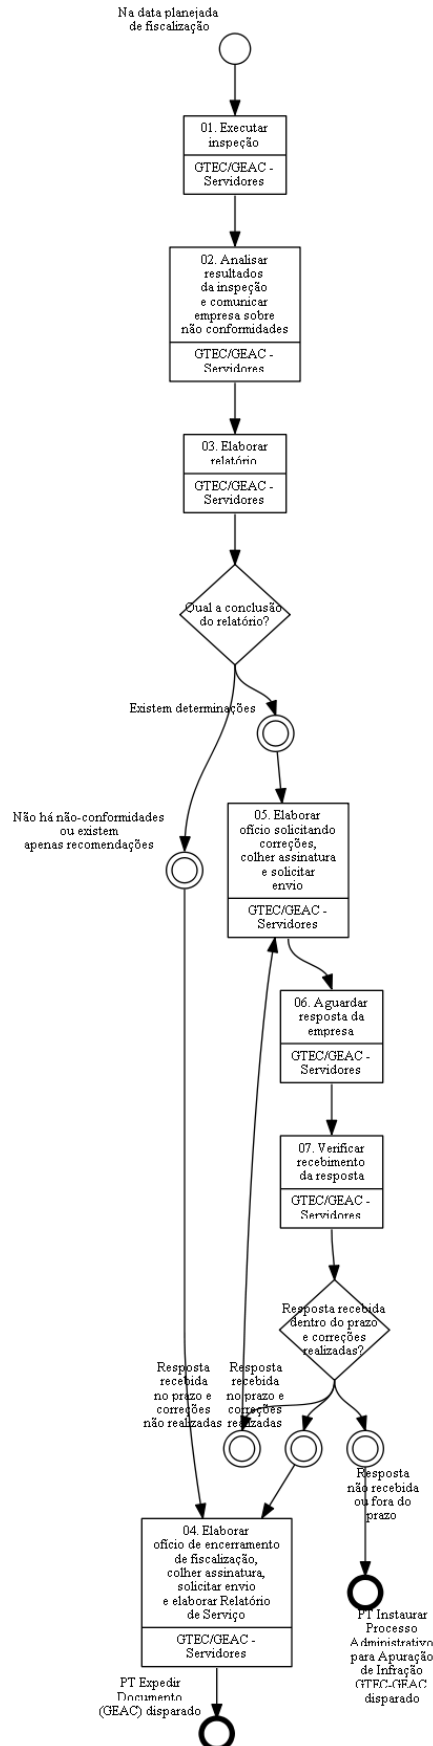 Na data planejada
de fiscalização
01. Executar
inspeção
GTEC/GEAC -
Servidores
02. Analisar
resultados
da inspeção
e comunicar
empresa sobre
não conformidades
GTEC/GEAC -
Servidores
03. Elaborar
relatório
GTEC/GEAC -
Servidores
Qual a conclusão
do relatório?
Existem determinações
Não há não-conformidades
ou existem
apenas recomendações
05. Elaborar
ofício solicitando
correções,
colher assinatura
e solicitar
envio
GTEC/GEAC -
Servidores
06. Aguardar
resposta da
empresa
GTEC/GEAC -
Servidores
07. Verificar
recebimento
da resposta
GTEC/GEAC -
Servidores
Resposta recebida
dentro do prazo
e correções
realizadas?
Resposta
recebida
no prazo e
correções
não realizadas
Resposta
recebida
no prazo e
correções
realizadas
Resposta
não recebida
ou fora do
prazo
04. Elaborar
ofício de encerramento
de fiscalização,
colher assinatura,
solicitar envio
e elaborar Relatório
de Serviço
GTEC/GEAC -
Servidores
PT Instaurar
Processo
Administrativo
para Apuração
de Infração
GTEC-GEAC
disparado
PT Expedir
Documento
(GEAC) disparado